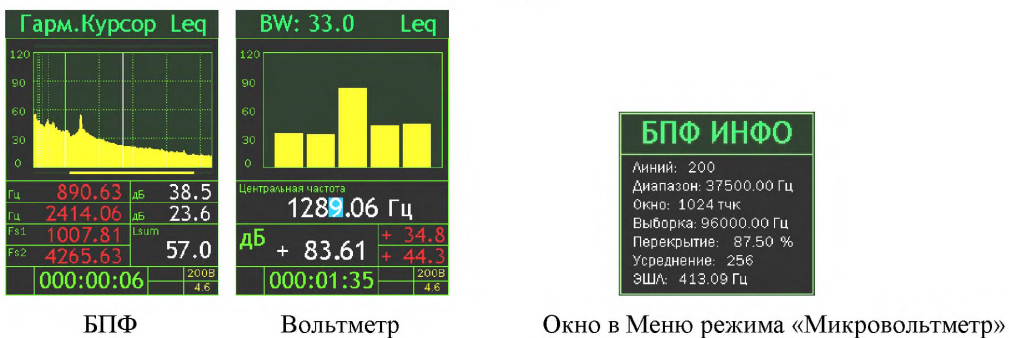 Гарм.Курсор Leq
120
90
60
30
0
Гц 890.63 дБ 38.5
Гц 2414.06 дБ 23.6
Fs1 1007.81 Lsum
Fs2 4265.63 57.0
000:00:06 200В
4.6
БПФ
BW: 33.0 Leq
120
90
60
30
0
Центральная частота
1289.06 Гц
дБ + 83.61 + 34.8
+ 44.3
000:01:35 200В
4.6
Вольтметр
БПФ ИНФО
Линий: 200
Диапазон: 37500.00 Гц
Окно: 1024 тчк
Выборка: 96000.00 Гц
Перекрытие: 87.50 %
Усреднение: 256
ЭШЛ: 413.09 Гц
Окно в Меню режима «Микровольтметр»